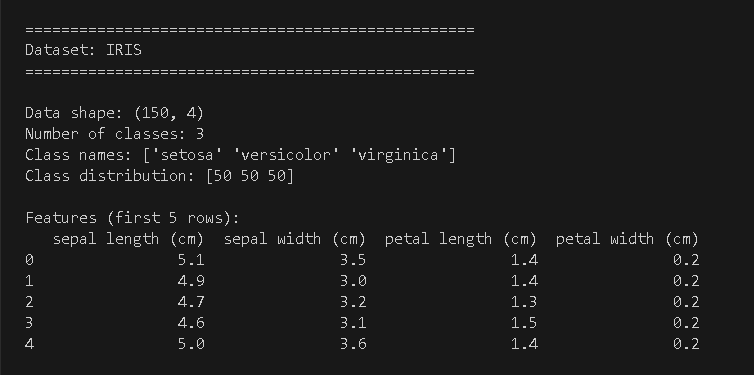 ==================================================
Dataset: IRIS
==================================================
Data shape: (150, 4)
Number of classes: 3
Class names: ['setosa' 'versicolor' 'virginica']
Class distribution: [50 50 50]
Features (first 5 rows):
   sepal length (cm)  sepal width (cm)  petal length (cm)  petal width (cm)
0                5.1               3.5                1.4               0.2
1                4.9               3.0                1.4               0.2
2                4.7               3.2                1.3               0.2
3                4.6               3.1                1.5               0.2
4                5.0               3.6                1.4               0.2